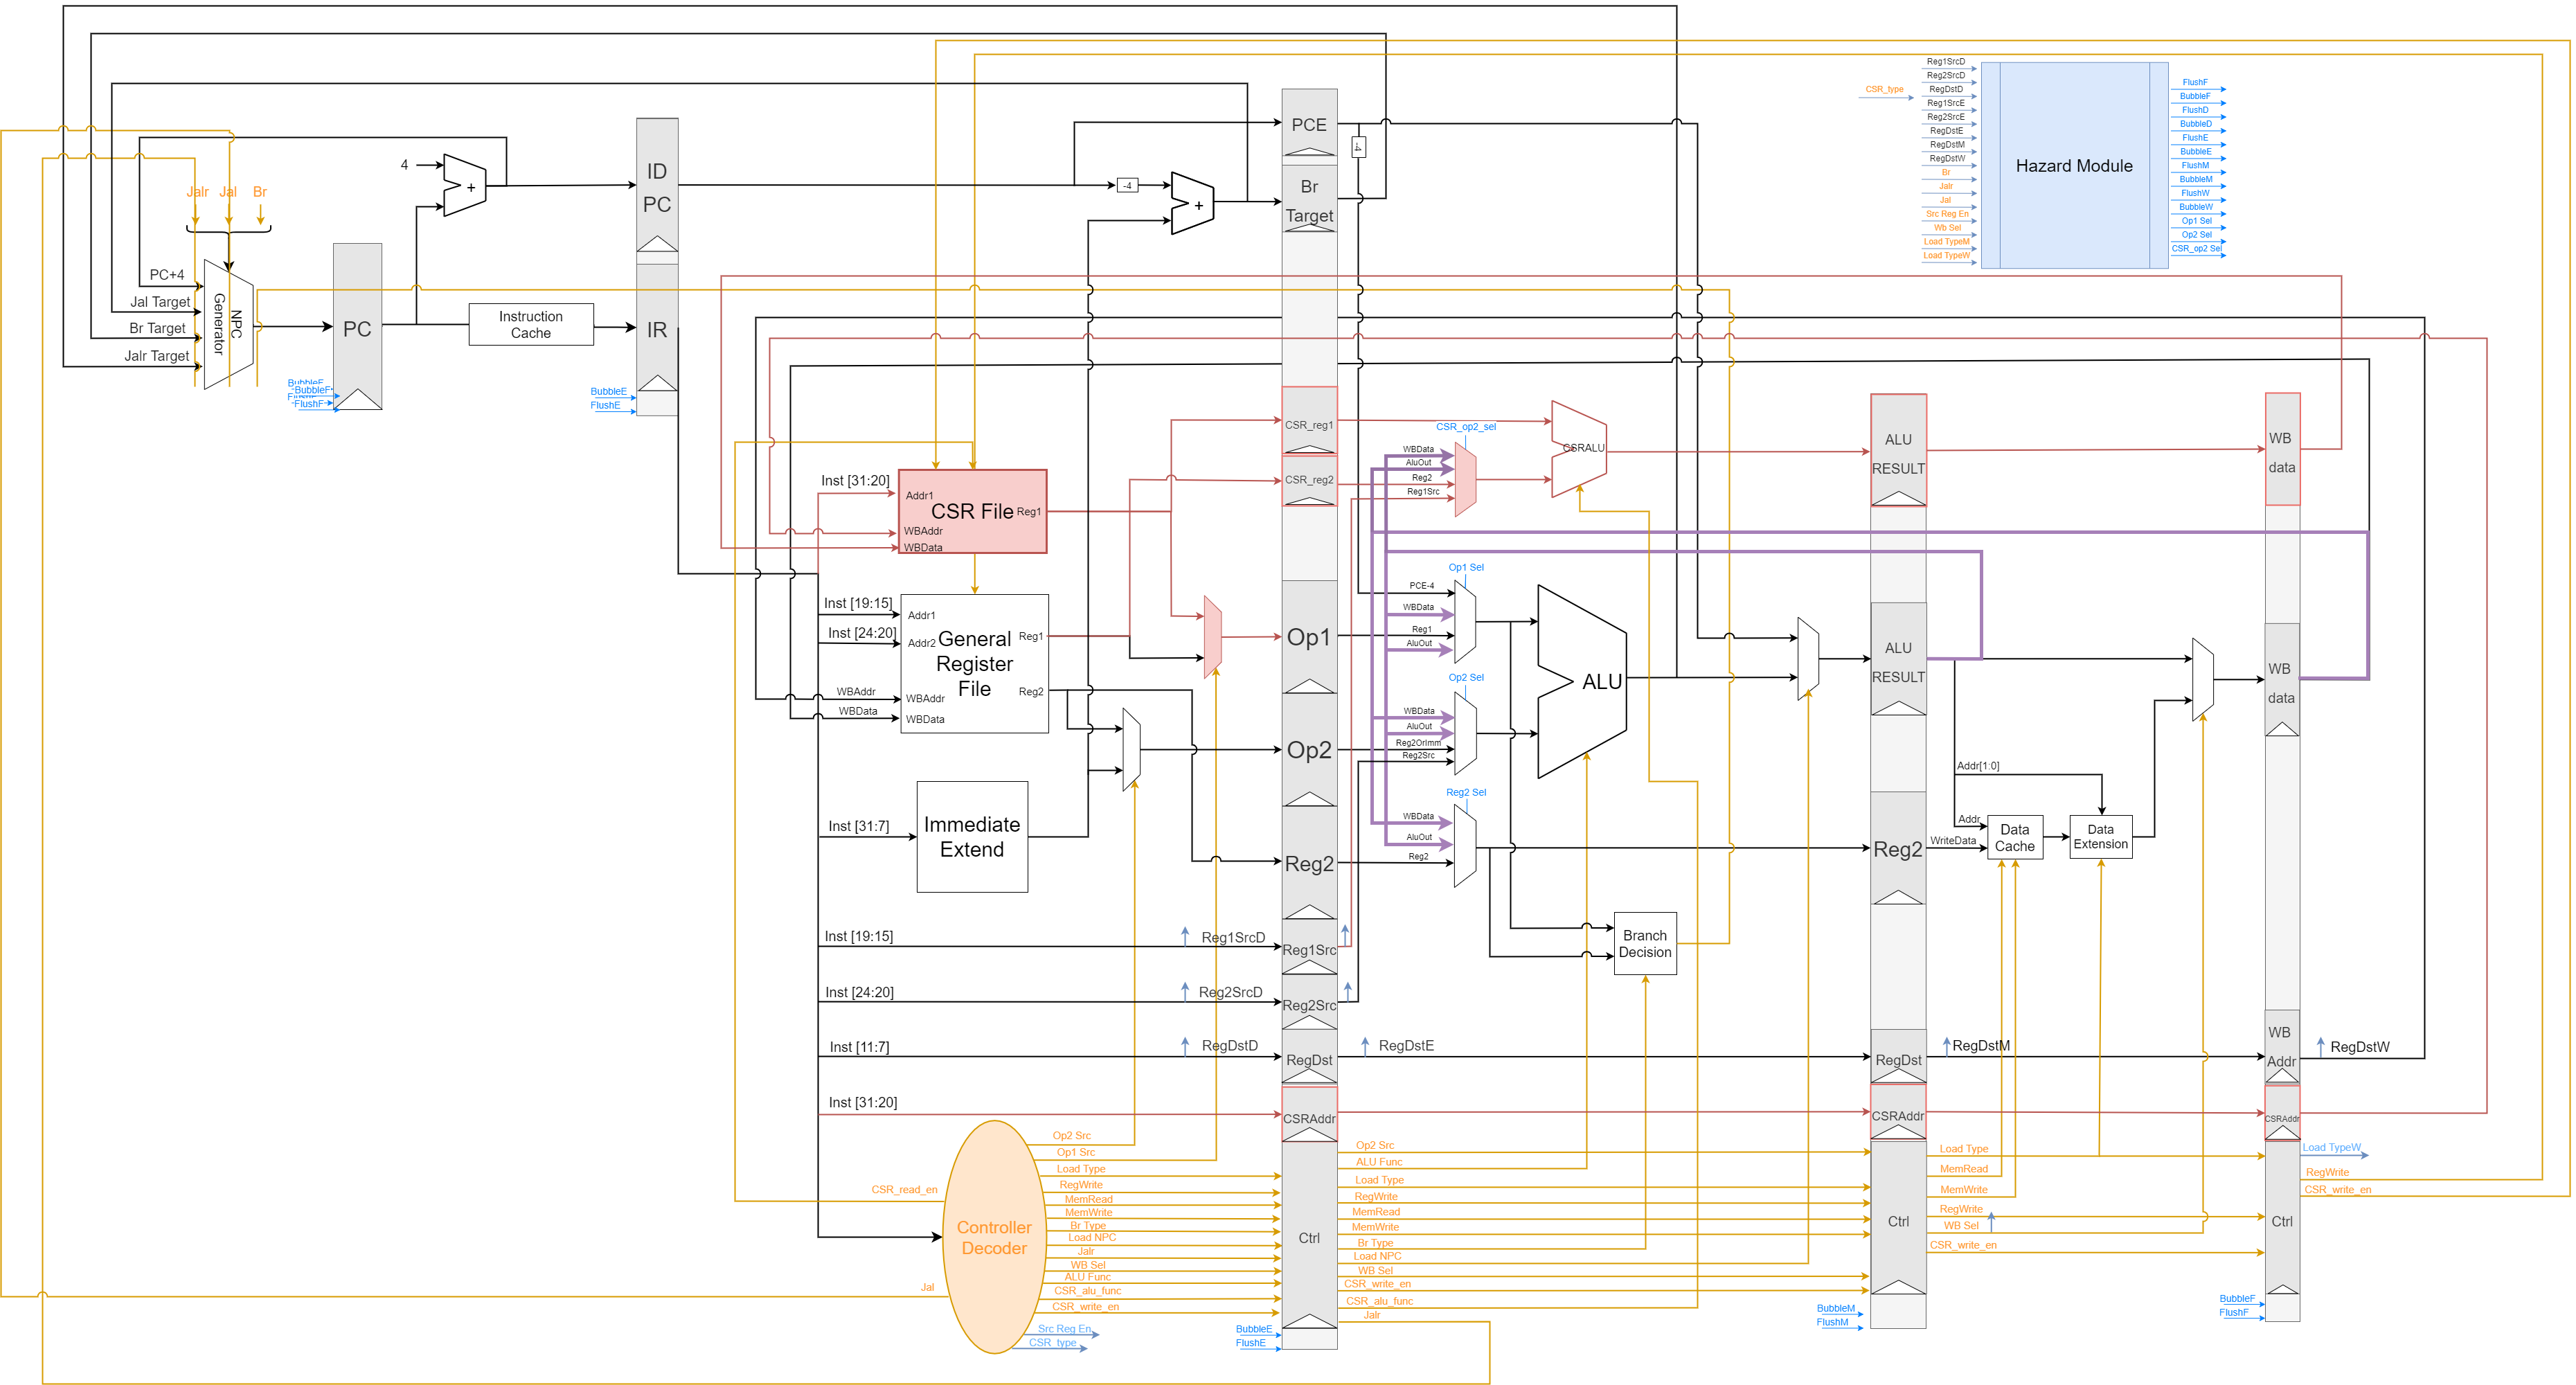 Jalr
Jal
Br
PC+4
Jal Target
Br Target
Jalr Target
NPC
Generator
PC
BubbleF
BubbleF
FlushF
4
+
Instruction
Cache
ID
PC
IR
BubbleE
FlushE
-4
+
PCE
Br
Target
-4
CSR_type
Reg1SrcD
Reg2SrcD
RegDstD
Reg1SrcE
Reg2SrcE
RegDstE
RegDstM
RegDstW
Br
Jalr
Jal
Src Reg En
Wb Sel
Load TypeM
Load TypeW
Hazard Module
FlushF
BubbleF
FlushD
BubbleD
FlushE
BubbleE
FlushM
BubbleM
FlushW
BubbleW
Op1 Sel
Op2 Sel
CSR_op2 Sel
Inst [31:20]
Addr1
CSR File
Reg1
WBAddr
WBData
Inst [19:15]
Addr1
Inst [24:20]
Addr2
General
Register
File
Reg1
Reg2
WBAddr
WBAddr
WBData
WBData
Inst [31:7]
Immediate
Extend
CSR_reg1
CSR_reg2
Op1
Op2
Reg2
Inst [19:15]
Reg1SrcD
Reg1Src
Inst [24:20]
Reg2SrcD
Reg2Src
Inst [11:7]
RegDstD
RegDst
RegDstE
Inst [31:20]
CSRAddr
CSR_op2_sel
WBData
AluOut
Reg2
Reg1Src
CSRALU
Op1 Sel
PCE-4
WBData
Reg1
AluOut
Op2 Sel
WBData
AluOut
Reg2OrImm
Reg2Src
ALU
Reg2 Sel
WBData
AluOut
Reg2
Branch
Decision
ALU
RESULT
ALU
RESULT
Reg2
RegDst
RegDstM
CSRAddr
Addr[1:0]
Addr
WriteData
Data
Cache
Data
Extension
WB
data
WB
data
WB
Addr
RegDstW
CSRAddr
Controller
Decoder
CSR_read_en
Jal
Op2 Src
Op1 Src
Load Type
RegWrite
MemRead
MemWrite
Br Type
Load NPC
Jalr
WB Sel
ALU Func
CSR_alu_func
CSR_write_en
Src Reg En
CSR_type
BubbleE
FlushE
Ctrl
Op2 Src
ALU Func
Load Type
RegWrite
MemRead
MemWrite
Br Type
Load NPC
WB Sel
CSR_write_en
CSR_alu_func
Jalr
Ctrl
BubbleM
FlushM
Load Type
MemRead
MemWrite
RegWrite
WB Sel
CSR_write_en
Ctrl
BubbleF
FlushF
Load TypeW
RegWrite
CSR_write_en